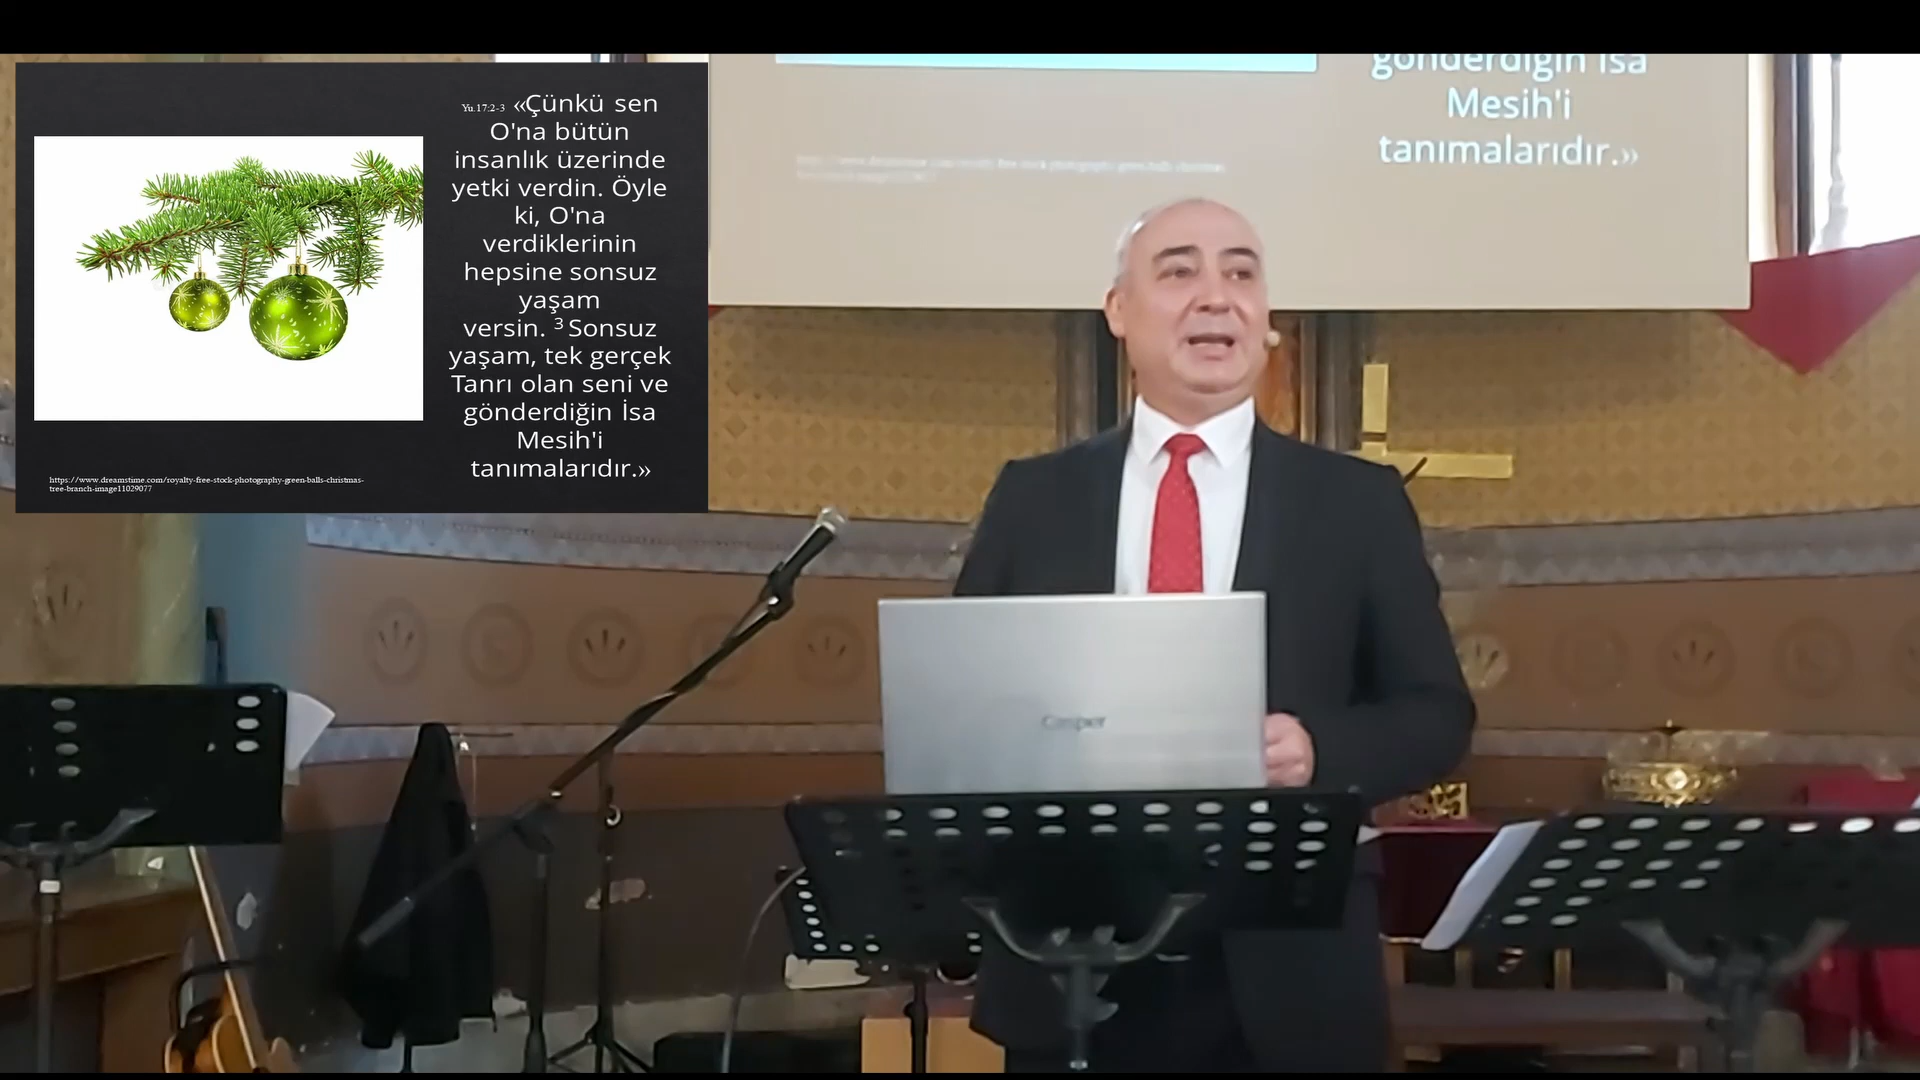 Yu.17:2-3 «Çünkü sen
O'na bütün
insanlık üzerinde
yetki verdin. Öyle
ki, O'na
verdiklerinin
hepsine sonsuz
yaşam
versin. ³ Sonsuz
yaşam, tek gerçek
Tanrı olan seni ve
gönderdiğin İsa
Mesih'i
tanımalarıdır.»
https://www.dreamstime.com/royalty-free-stock-photography-green-balls-christmas-
tree-branch-image11029077
gönderdiğin İsa
Mesih'i
tanımalarıdır.»
Casper